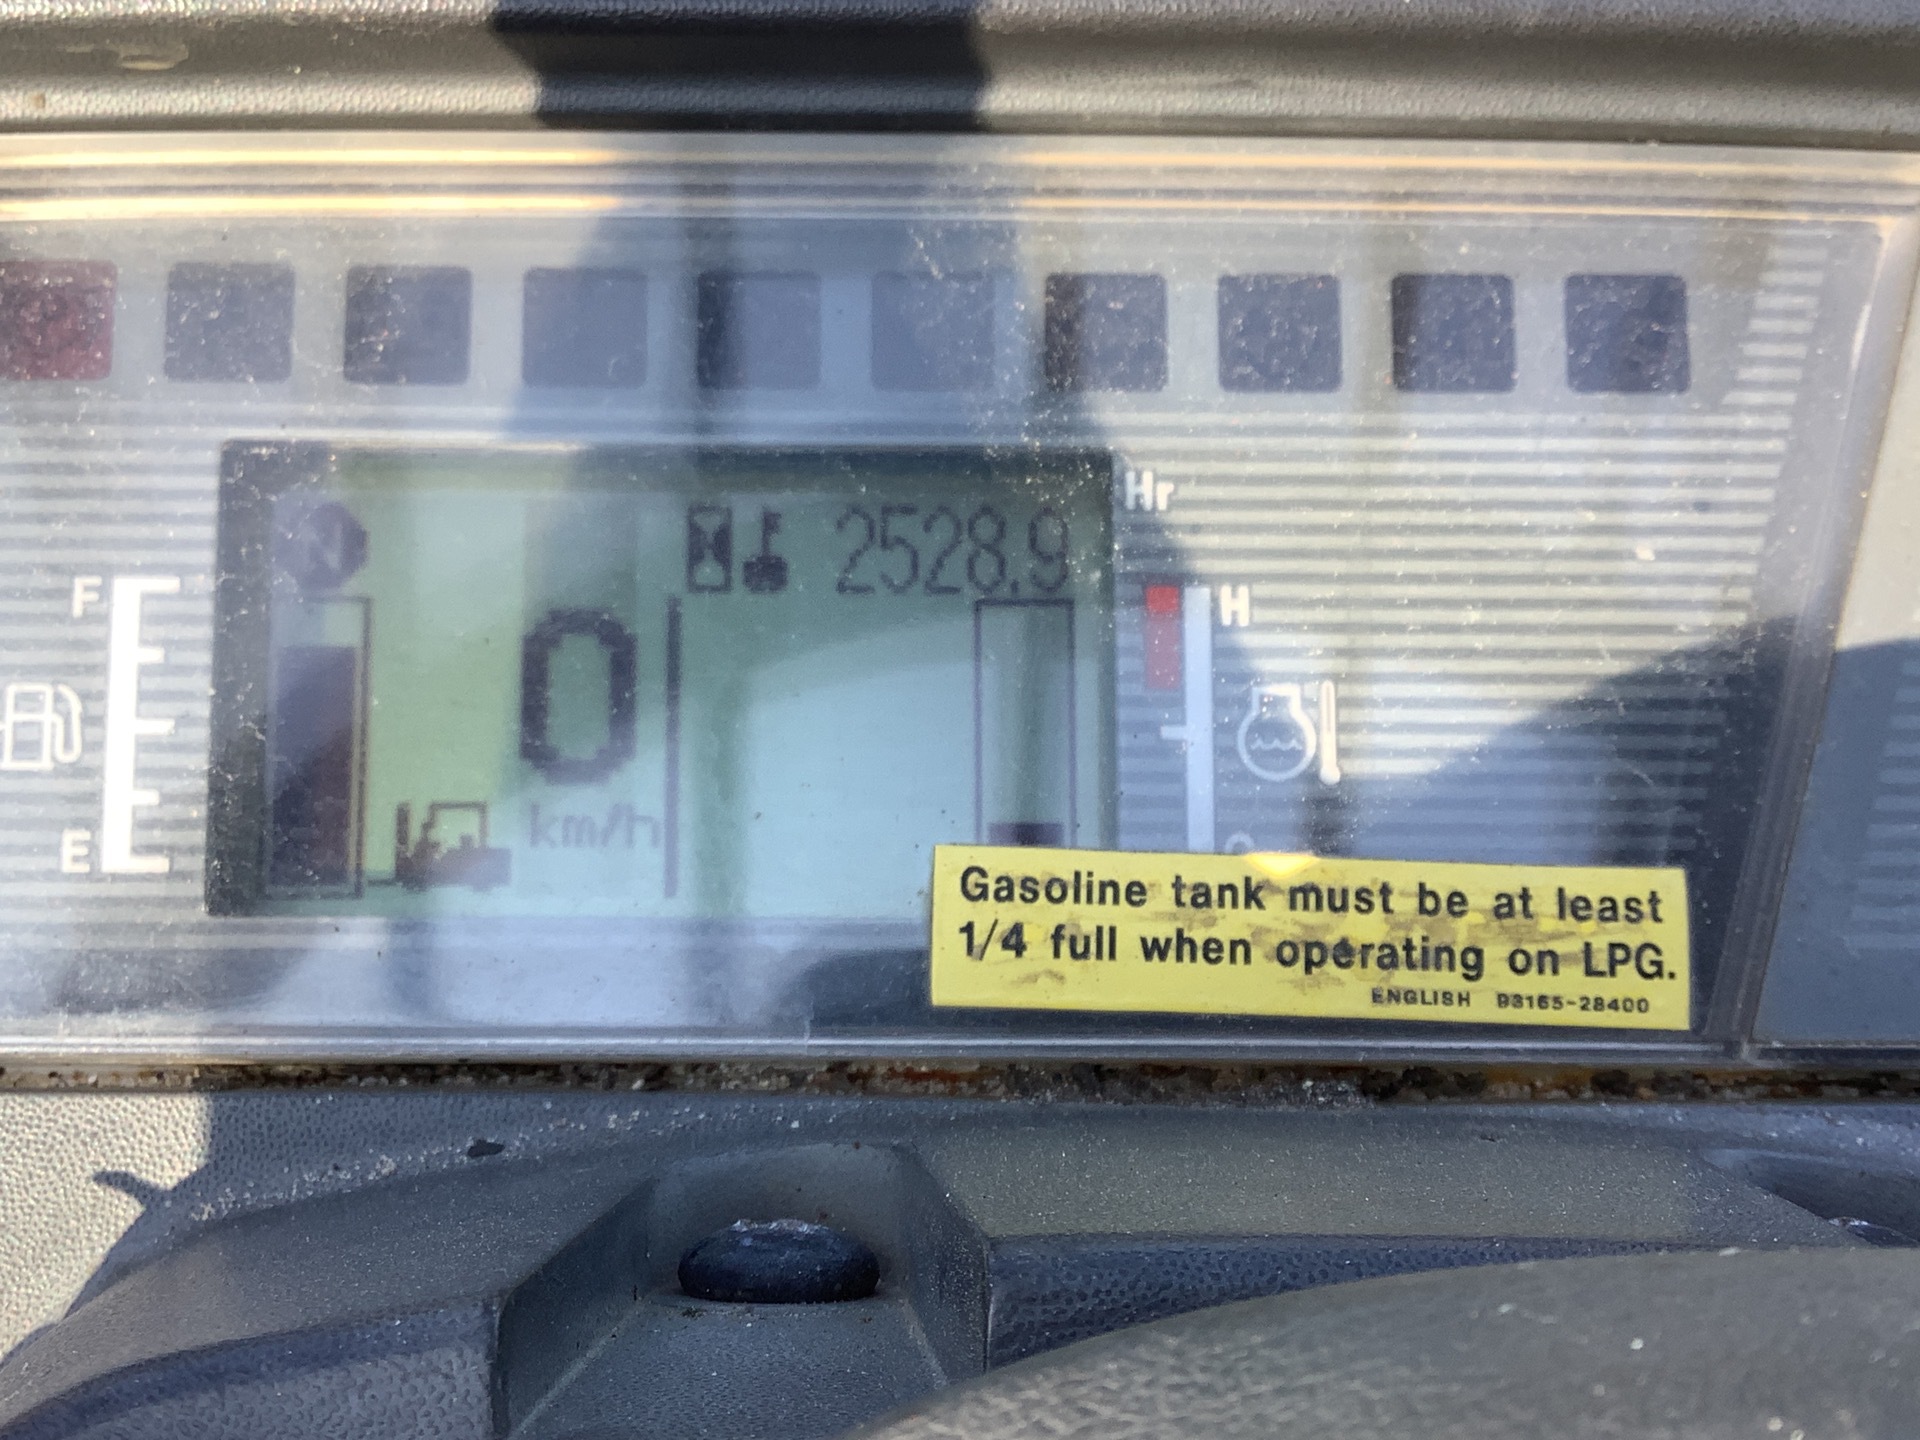 Hr
N
2528.9
F
H
0
km/h
E
Gasoline tank must be at least
1/4 full when operating on LPG.
ENGLISH 93165-28400